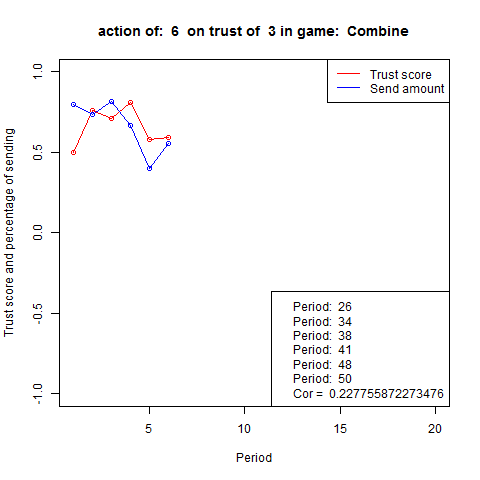 action of:  6  on trust of  3 in game:  Combine
Trust score and percentage of sending
1.0
0.5
0.0
-0.5
-1.0
Trust score
Send amount
Period:  26
Period:  34
Period:  38
Period:  41
Period:  48
Period:  50
Cor =  0.227755872273476
5 10 15 20
Period